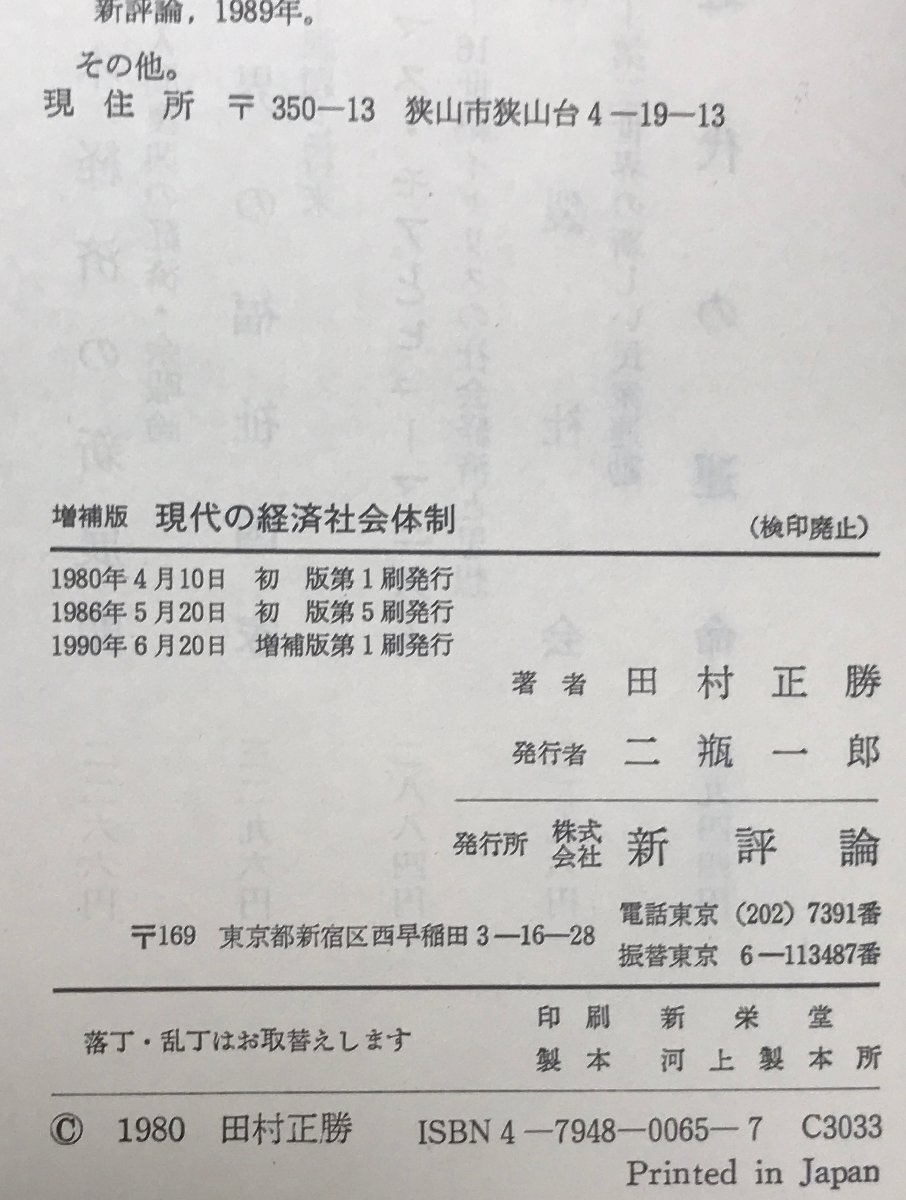 新評論，1989年。
その他。
現住所 〒350―13 狭山市狭山台4―19―13
増補版 現代の経済社会体制 （検印廃止）
1980年4月10日 初 版第1刷発行
1986年5月20日 初 版第5刷発行
1990年6月20日 増補版第1刷発行
著者 田村正勝
発行者 二瓶一郎
発行所 株式会社 新評論
〒169 東京都新宿区西早稲田3―16―28
電話東京（202）7391番
振替東京 6―113487番
落丁・乱丁はお取替えします
印刷 新栄堂
製本 河上製本所
© 1980 田村正勝 ISBN 4―7948―0065―7 C3033
Printed in Japan